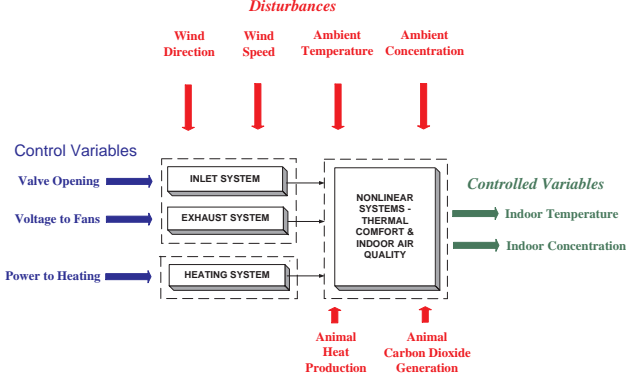 Disturbances
Wind
Direction
Wind
Speed
Ambient
Temperature
Ambient
Concentration
Control Variables
Valve Opening
INLET SYSTEM
Voltage to Fans
EXHAUST SYSTEM
Power to Heating
HEATING SYSTEM
NONLINEAR
SYSTEMS -
THERMAL
COMFORT &
INDOOR AIR
QUALITY
Controlled Variables
Indoor Temperature
Indoor Concentration
Animal
Heat
Production
Animal
Carbon Dioxide
Generation